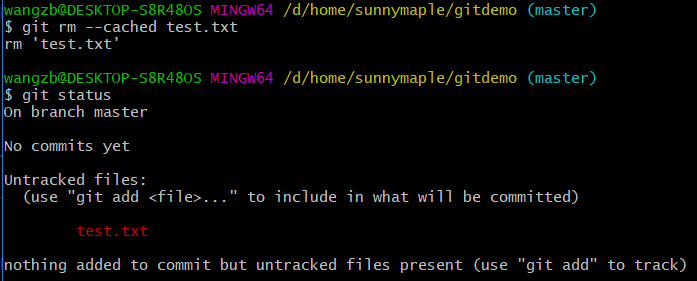 wangzb@DESKTOP-S8R48OS MINGW64 /d/home/sunnymaple/gitdemo (master)
$ git rm --cached test.txt
rm 'test.txt'
wangzb@DESKTOP-S8R48OS MINGW64 /d/home/sunnymaple/gitdemo (master)
$ git status
On branch master
No commits yet
Untracked files:
(use "git add <file>..." to include in what will be committed)
test.txt
nothing added to commit but untracked files present (use "git add" to track)